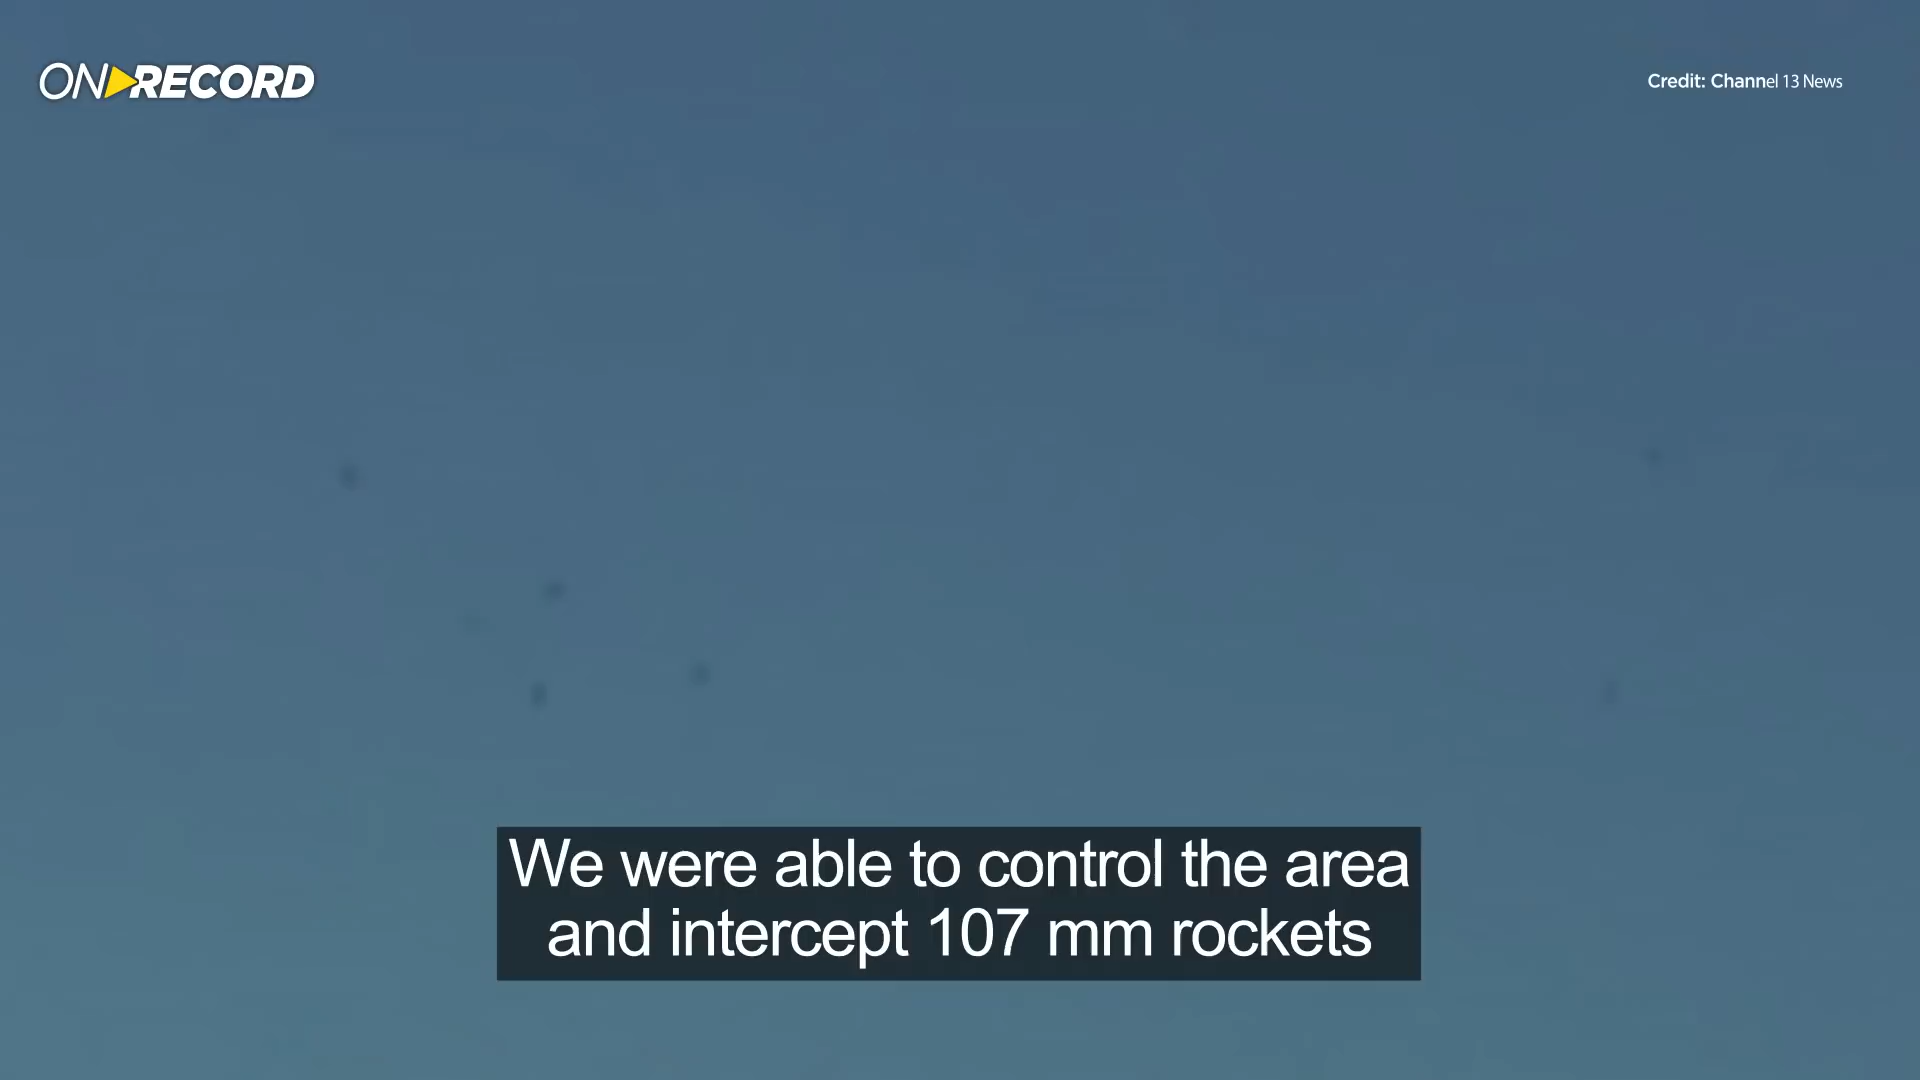 ON RECORD
Credit: Channel 13 News
We were able to control the area
and intercept 107 mm rockets